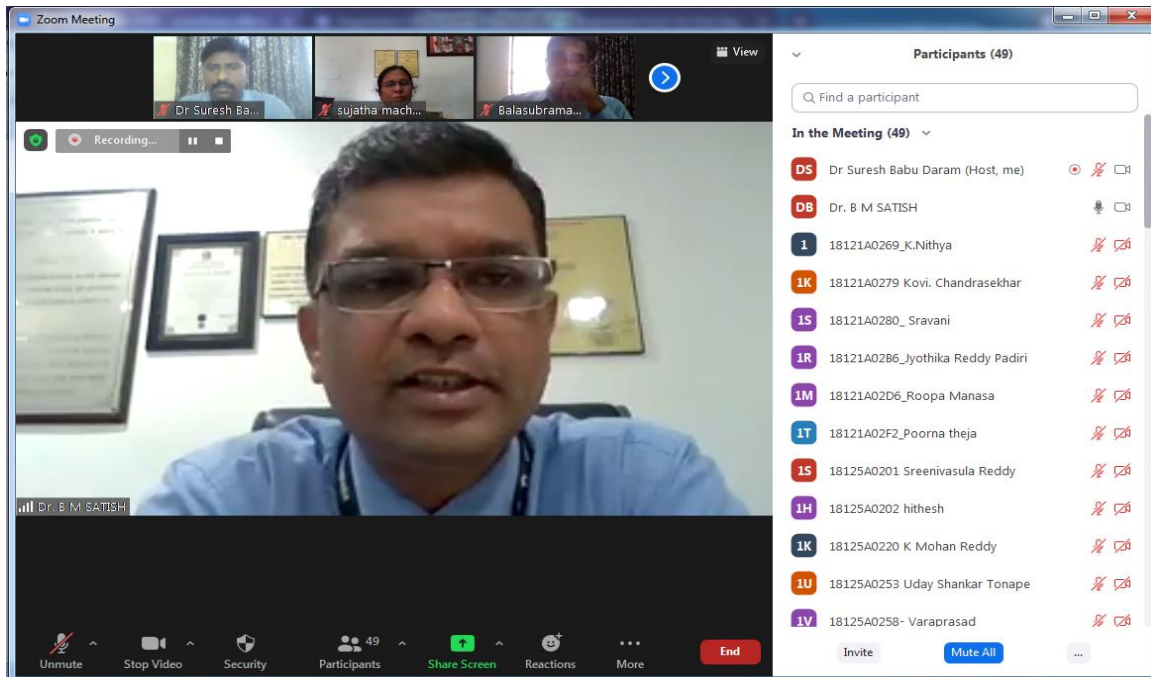 Zoom Meeting
Dr Suresh Ba...
sujatha mach...
Balasubrama...
View
Recording...
Dr. B M SATISH
Unmute
Stop Video
Security
49
Participants
Share Screen
Reactions
More
End
Participants (49)
Find a participant
In the Meeting (49)
DS Dr Suresh Babu Daram (Host, me)
DB Dr. B M SATISH
1 18121A0269_K.Nithya
1K 18121A0279 Kovi. Chandrasekhar
1S 18121A0280_ Sravani
1R 18121A02B6_Jyothika Reddy Padiri
1M 18121A02D6_Roopa Manasa
1T 18121A02F2_Poorna theja
1S 18125A0201 Sreenivasula Reddy
1H 18125A0202 hithesh
1K 18125A0220 K Mohan Reddy
1U 18125A0253 Uday Shankar Tonape
1V 18125A0258- Varaprasad
Invite
Mute All
...